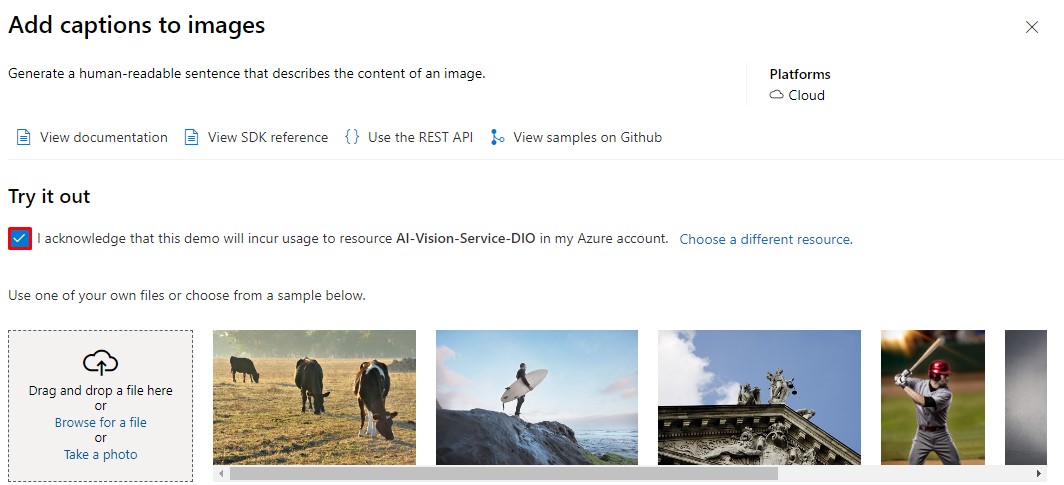 Add captions to images
Generate a human-readable sentence that describes the content of an image.
Platforms
Cloud
View documentation
View SDK reference
Use the REST API
View samples on Github
Try it out
I acknowledge that this demo will incur usage to resource AI-Vision-Service-DIO in my Azure account. Choose a different resource.
Use one of your own files or choose from a sample below.
Drag and drop a file here
or
Browse for a file
or
Take a photo